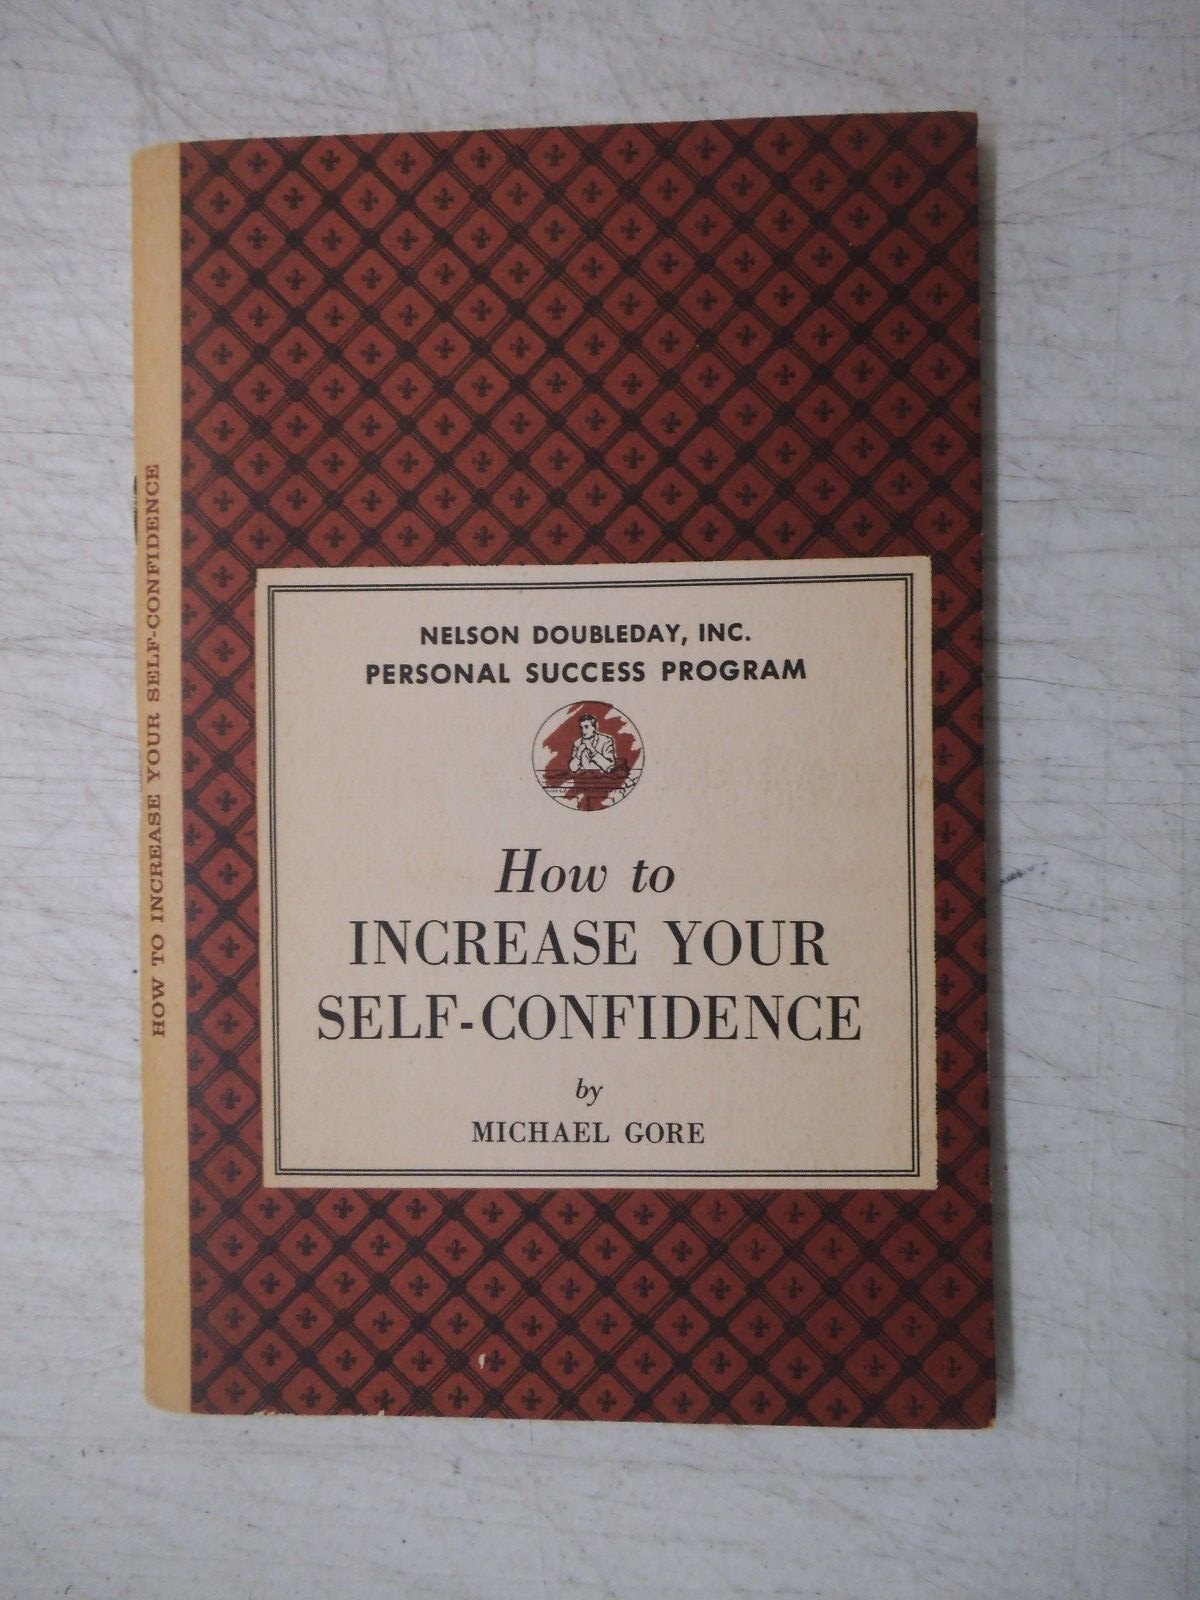 HOW TO INCREASE YOUR SELF-CONFIDENCE
NELSON DOUBLEDAY, INC.
PERSONAL SUCCESS PROGRAM
How to
INCREASE YOUR
SELF-CONFIDENCE
by
MICHAEL GORE